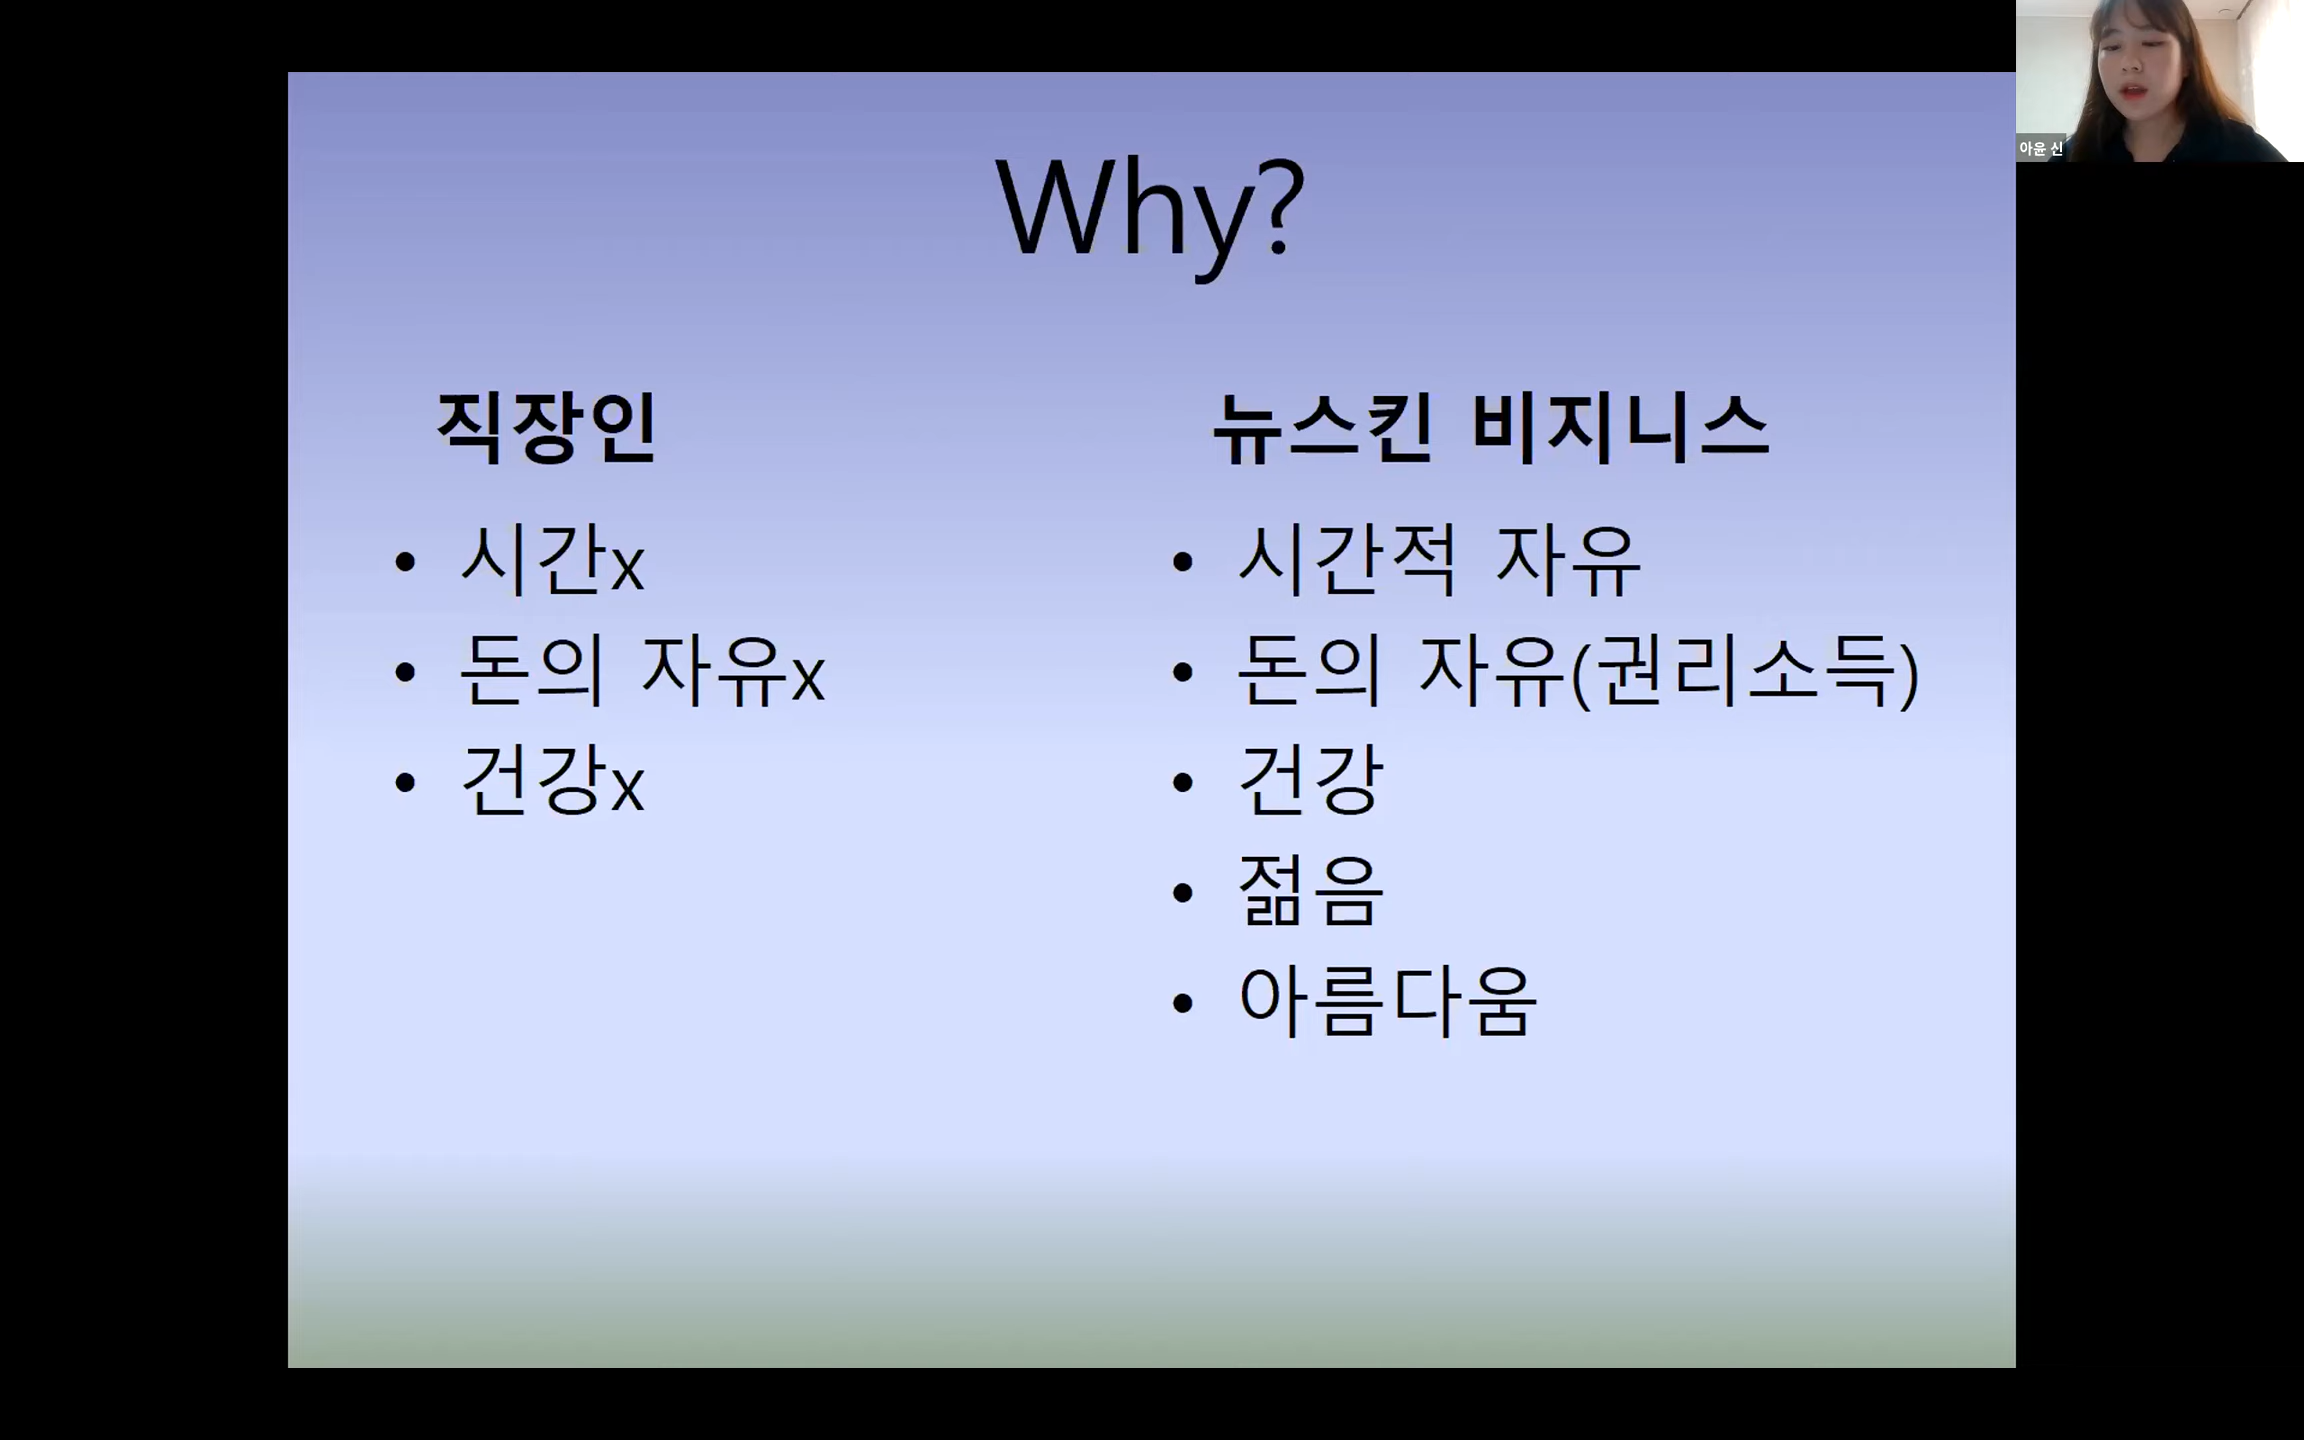 Why?
직장인
시간x
돈의 자유x
건강x
뉴스킨 비지니스
시간적 자유
돈의 자유(권리소득)
건강
젊음
아름다움
아윤 신